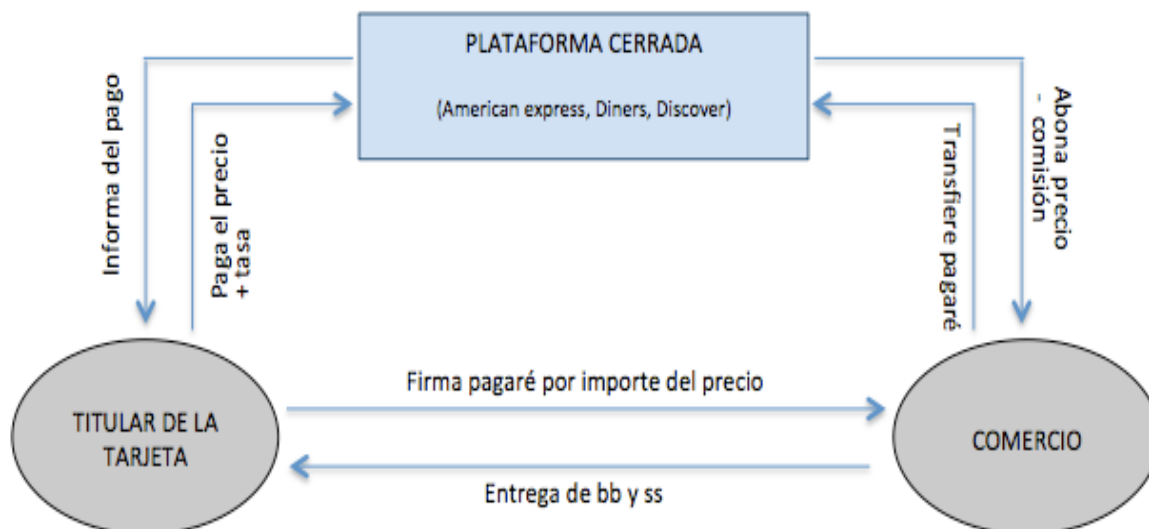 PLATAFORMA CERRADA
(American express, Diners, Discover)
Informa del pago
Paga el precio
+ tasa
Transfiere pagaré
Abona precio
- comisión
Firma pagaré por importe del precio
TITULAR DE LA
TARJETA
COMERCIO
Entrega de bb y ss